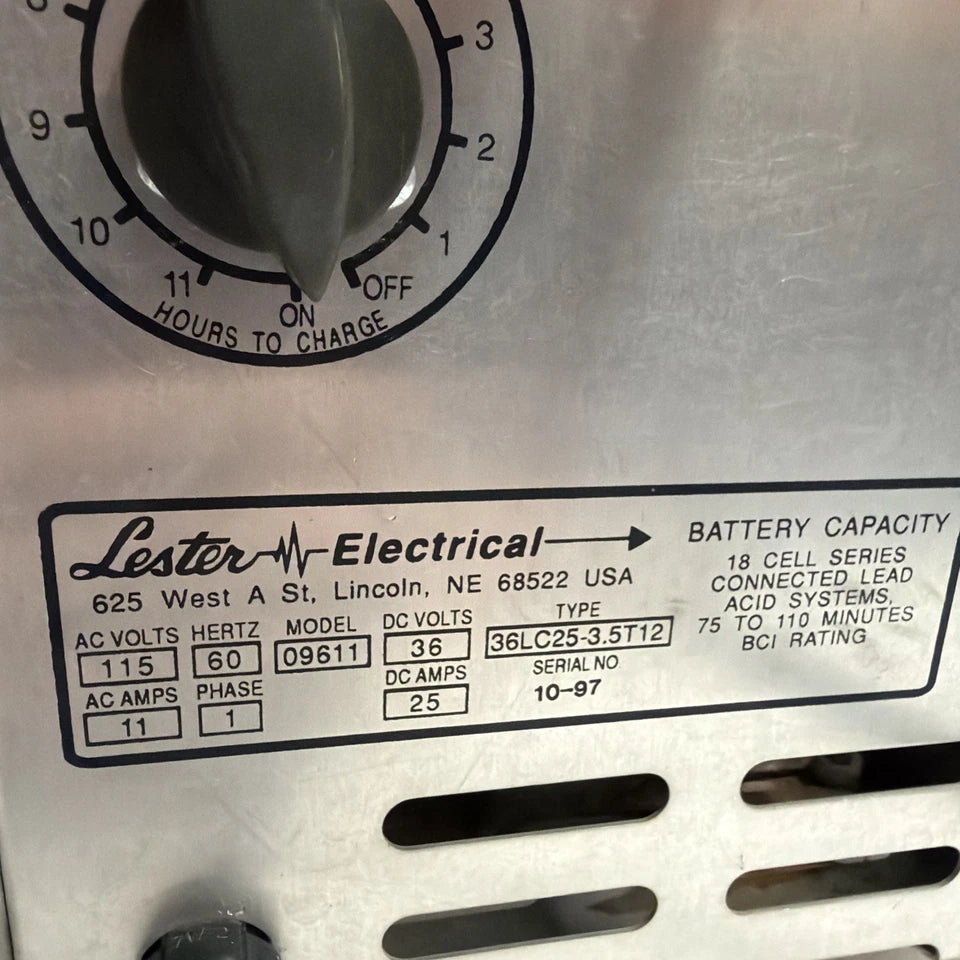 3
9
2
10
1
11
OFF
ON
HOURS TO CHARGE
Lester Electrical
625 West A St, Lincoln, NE 68522 USA
AC VOLTS HERTZ MODEL DC VOLTS TYPE
115 60 09611 36 36LC25-3.5T12
AC AMPS PHASE DC AMPS SERIAL NO.
11 1 25 10-97
BATTERY CAPACITY
18 CELL SERIES
CONNECTED LEAD
ACID SYSTEMS,
75 TO 110 MINUTES
BCI RATING